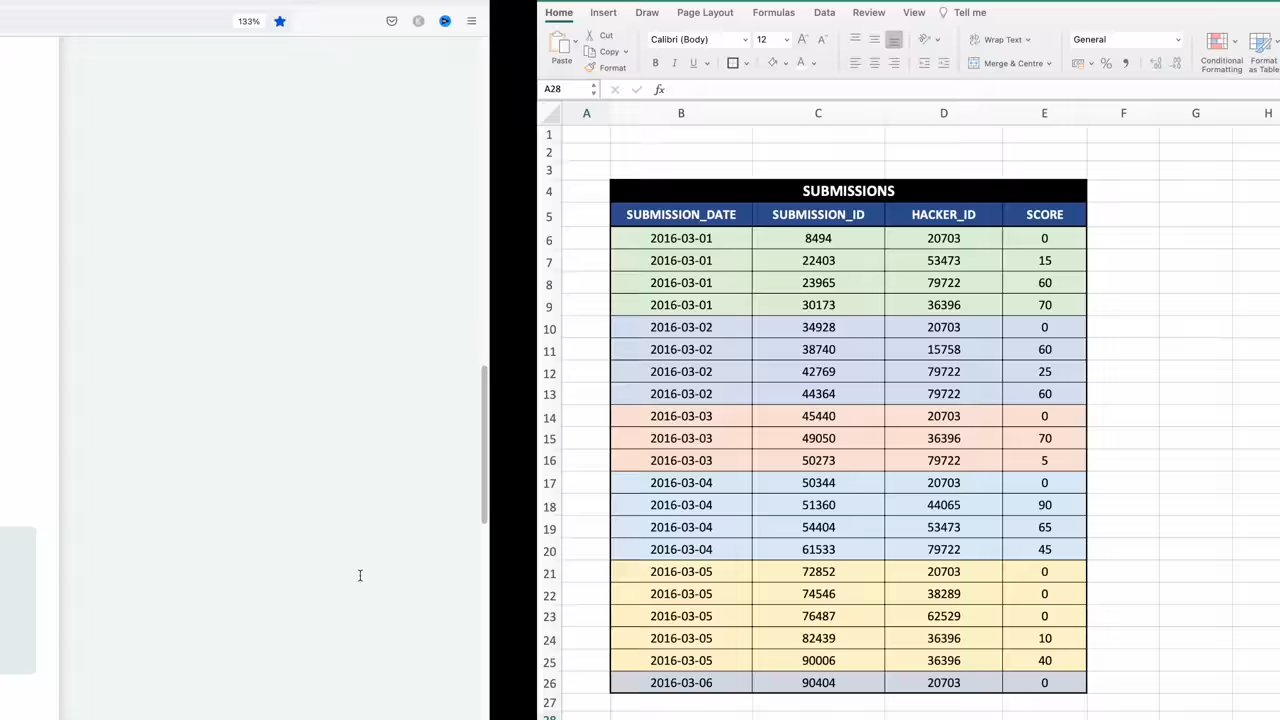 133%
Home Insert Draw Page Layout Formulas Data Review View Tell me
Paste Cut Copy Format
Calibri (Body) 12 A A
B I U A
Wrap Text
Merge & Centre
General
%
Conditional Formatting
Format as Table
A28 fx
A B C D E F G H
1
2
3
4 SUBMISSIONS
5 SUBMISSION_DATE SUBMISSION_ID HACKER_ID SCORE
6 2016-03-01 8494 20703 0
7 2016-03-01 22403 53473 15
8 2016-03-01 23965 79722 60
9 2016-03-01 30173 36396 70
10 2016-03-02 34928 20703 0
11 2016-03-02 38740 15758 60
12 2016-03-02 42769 79722 25
13 2016-03-02 44364 79722 60
14 2016-03-03 45440 20703 0
15 2016-03-03 49050 36396 70
16 2016-03-03 50273 79722 5
17 2016-03-04 50344 20703 0
18 2016-03-04 51360 44065 90
19 2016-03-04 54404 53473 65
20 2016-03-04 61533 79722 45
21 2016-03-05 72852 20703 0
22 2016-03-05 74546 38289 0
23 2016-03-05 76487 62529 0
24 2016-03-05 82439 36396 10
25 2016-03-05 90006 36396 40
26 2016-03-06 90404 20703 0
27
28